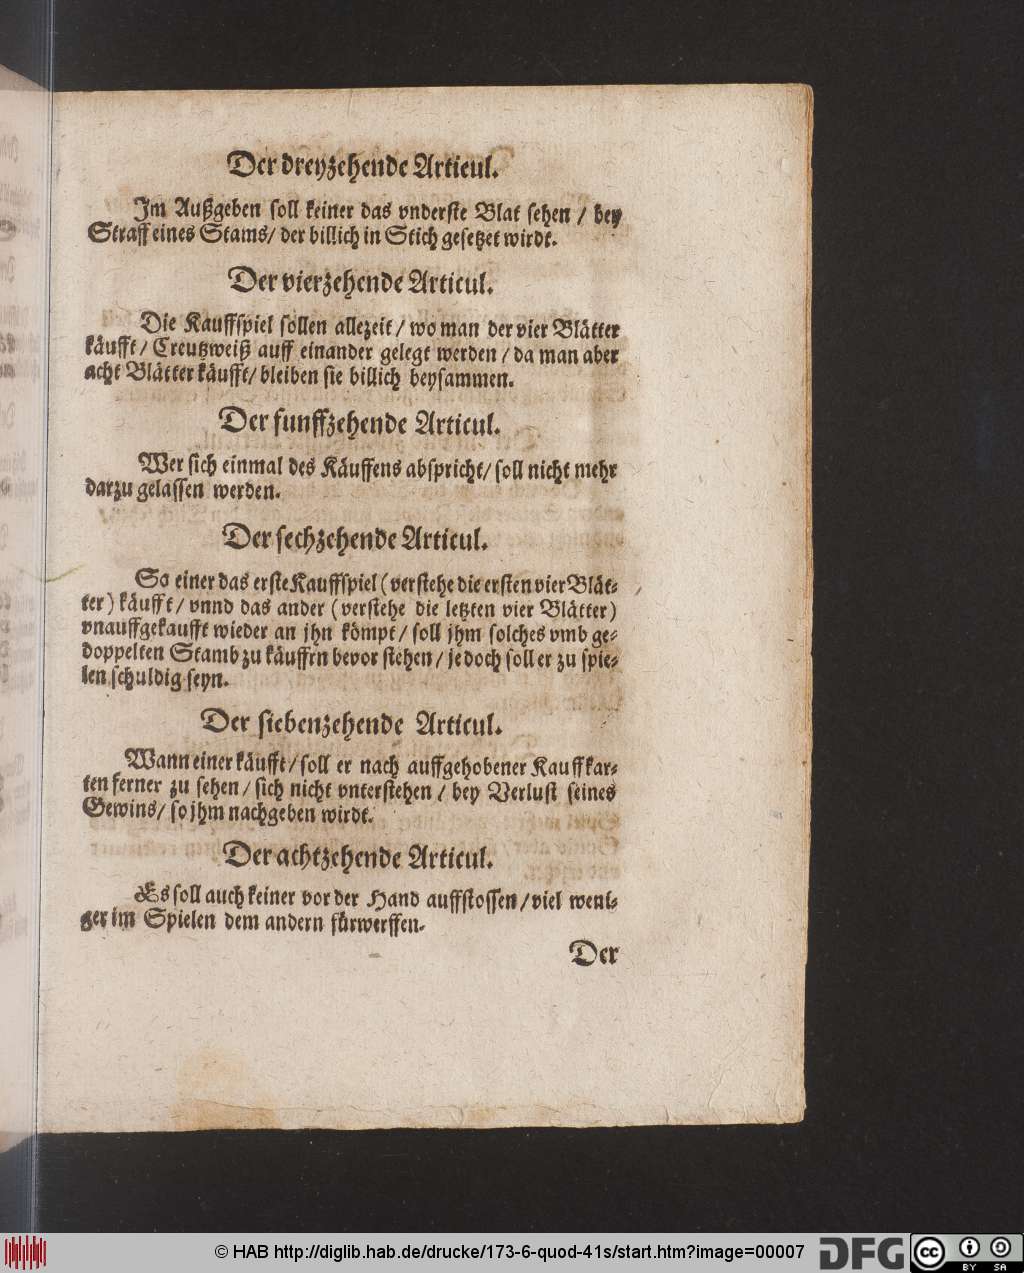 Der dreyzehende Articul.
Im Außgeben soll keiner das vnderste Blat sehen / bey
Straff eines Stams/ der billich in Stich gesetzet wirdt.
Der vierzehende Articul.
Die Kauffspiel sollen allezeit / wo man der vier Blätter
käufft/ Creutzweiß auff einander gelegt werden / da man aber
acht Blätter käufft/ bleiben sie billich beysammen.
Der funffzehende Articul.
Wer sich einmal des Käuffens abspricht/ soll nicht mehr
darzu gelassen werden.
Der sechzehende Articul.
So einer das erste Kauffspiel (verstehe die ersten vier Blät-
ter) käufft / vnnd das ander (verstehe die letzten vier Blätter)
vnauffgekaufft wieder an jhn kömpt / soll jhm solches vmb ge-
doppelten Stamb zu käuffrn bevor stehen / jedoch soll er zu spie-
len schuldig seyn.
Der siebenzehende Articul.
Wann einer käufft / soll er nach auffgehobener Kauffkar-
ten ferner zu sehen / sich nicht vnterstehen / bey Verlust seines
Gewins/ so jhm nachgeben wirdt.
Der achtzehende Articul.
Es soll auch keiner vor der Hand auffstossen / viel weni-
ger im Spielen dem andern fürwerffen.
Der
© HAB http://diglib.hab.de/drucke/173-6-quod-41s/start.htm?image=00007
DFG
cc
BY SA